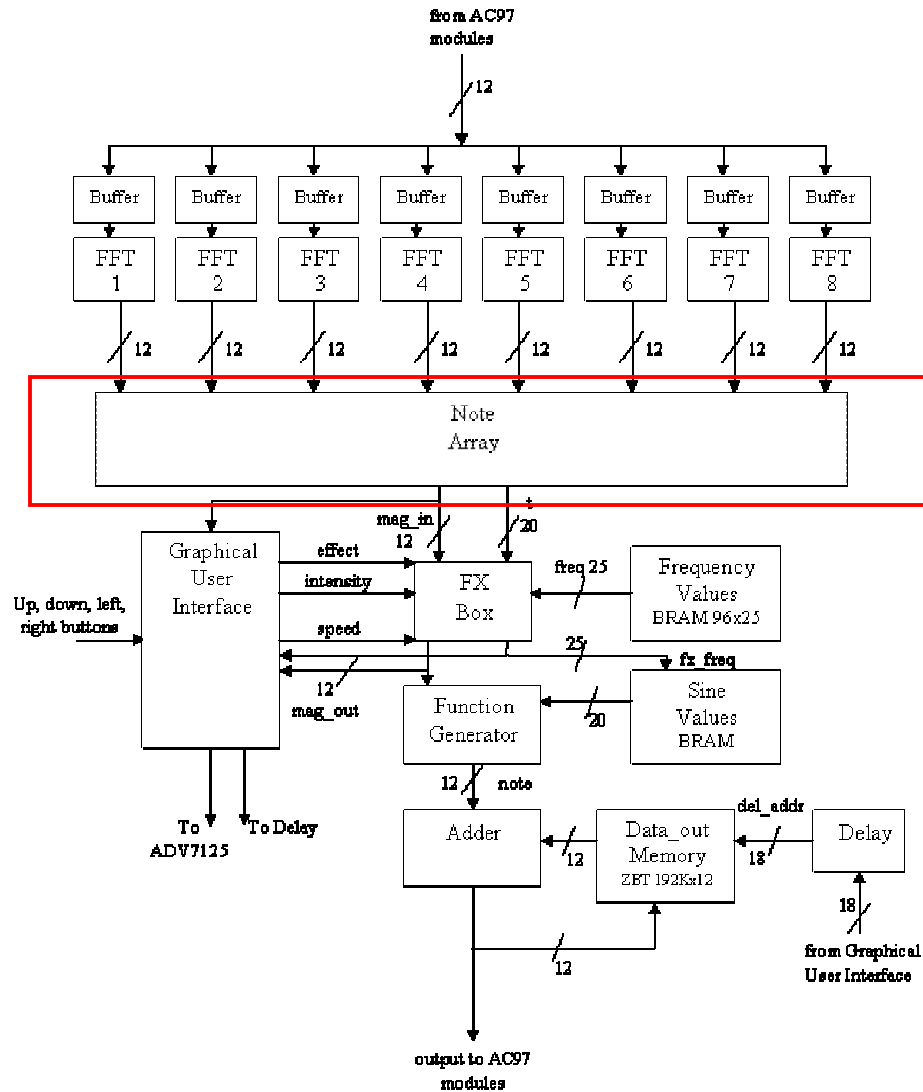 from AC97
modules
12
Buffer Buffer Buffer Buffer Buffer Buffer Buffer Buffer
FFT FFT FFT FFT FFT FFT FFT FFT
1 2 3 4 5 6 7 8
12 12 12 12 12 12 12 12
Note
Array
mag_in
12
20
Graphical
User
Interface
effect
intensity
speed
Up, down, left,
right buttons
FX
Box
freq 25
Frequency
Values
BRAM 96x25
25
fx_freq
12
mag_out
Function
Generator
20
Sine
Values
BRAM
12 note
To
ADV7125
To Delay
Adder
12
Data_out
Memory
ZBT 192Kx12
del_addr
18
Delay
18
from Graphical
User Interface
12
output to AC97
modules